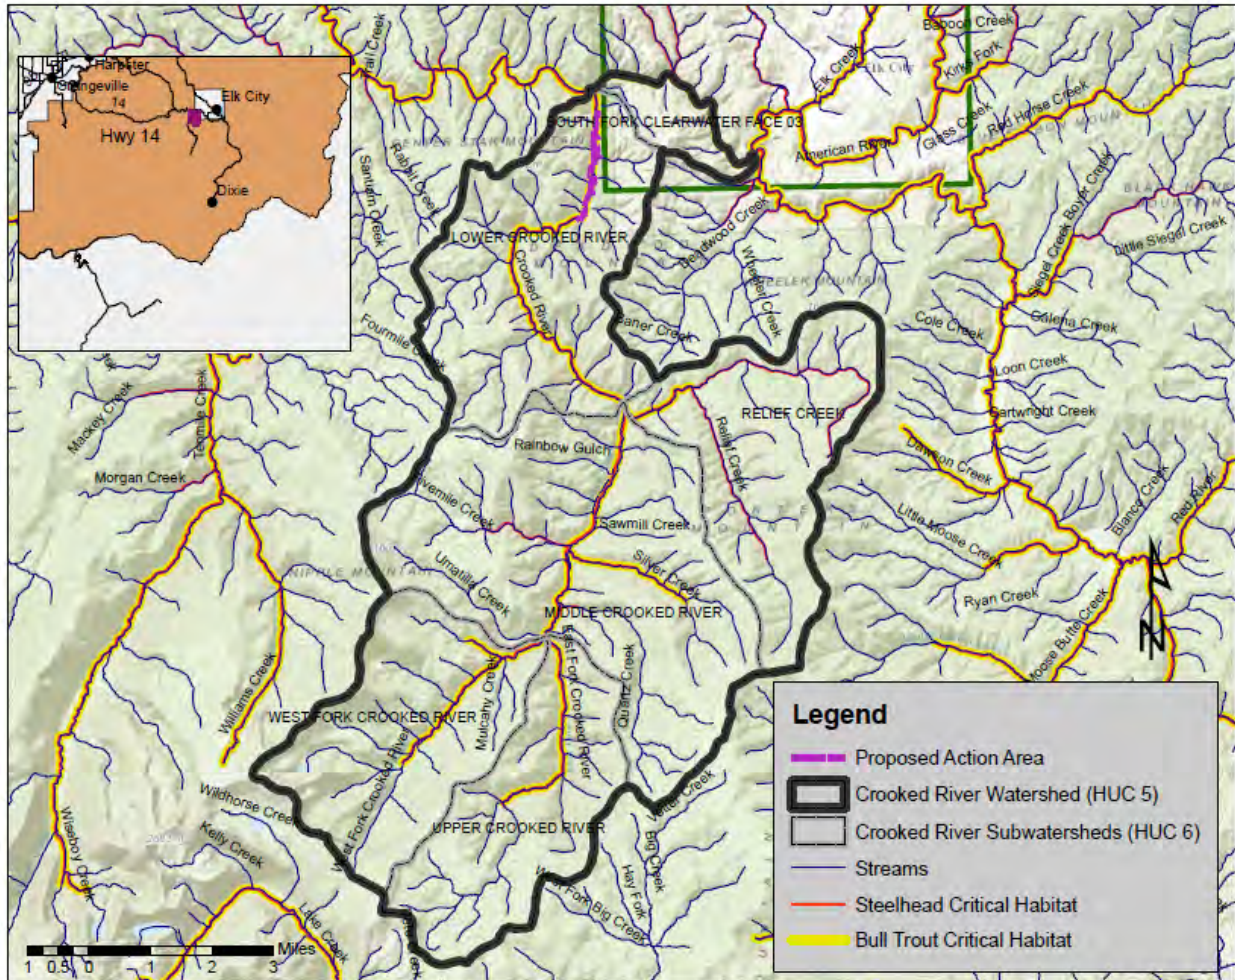 Harpster
Grangeville
14
Elk City
Hwy 14
Dixie
Baboon Creek
Kirks Fork
Elk Creek
Elk City
Glass Creek
Red Horse Creek
American River
SOUTH FORK CLEARWATER FACE 03
Rabbit Creek
Santiam Creek
LOWER CROOKED RIVER
Crooked River
Deadwood Creek
Wheeler Creek
Siegel Creek
Boyer Creek
Little Siegel Creek
Fourmile Creek
Cole Creek
Galena Creek
Loon Creek
Cartwright Creek
Mackey Creek
Tenmile Creek
Morgan Creek
RELIEF CREEK
Relief Creek
Rainbow Gulch
Dawson Creek
Fivemile Creek
Sawmill Creek
Little Moose Creek
Blanco Creek
Red River
NIPPLE MOUNTAIN
Umatilla Creek
Silver Creek
MIDDLE CROOKED RIVER
Ryan Creek
Moose Butte Creek
East Fork Crooked River
Quartz Creek
Mulcahy Creek
Williams Creek
WEST FORK CROOKED RIVER
West Fork Crooked River
UPPER CROOKED RIVER
Wildhorse Creek
Kelly Creek
Wiseboy Creek
Big Creek
Hay Fork
West Fork Big Creek
Lake Creek
Legend
Proposed Action Area
Crooked River Watershed (HUC 5)
Crooked River Subwatersheds (HUC 6)
Streams
Steelhead Critical Habitat
Bull Trout Critical Habitat
Miles
1 0.5 0 1 2 3
N